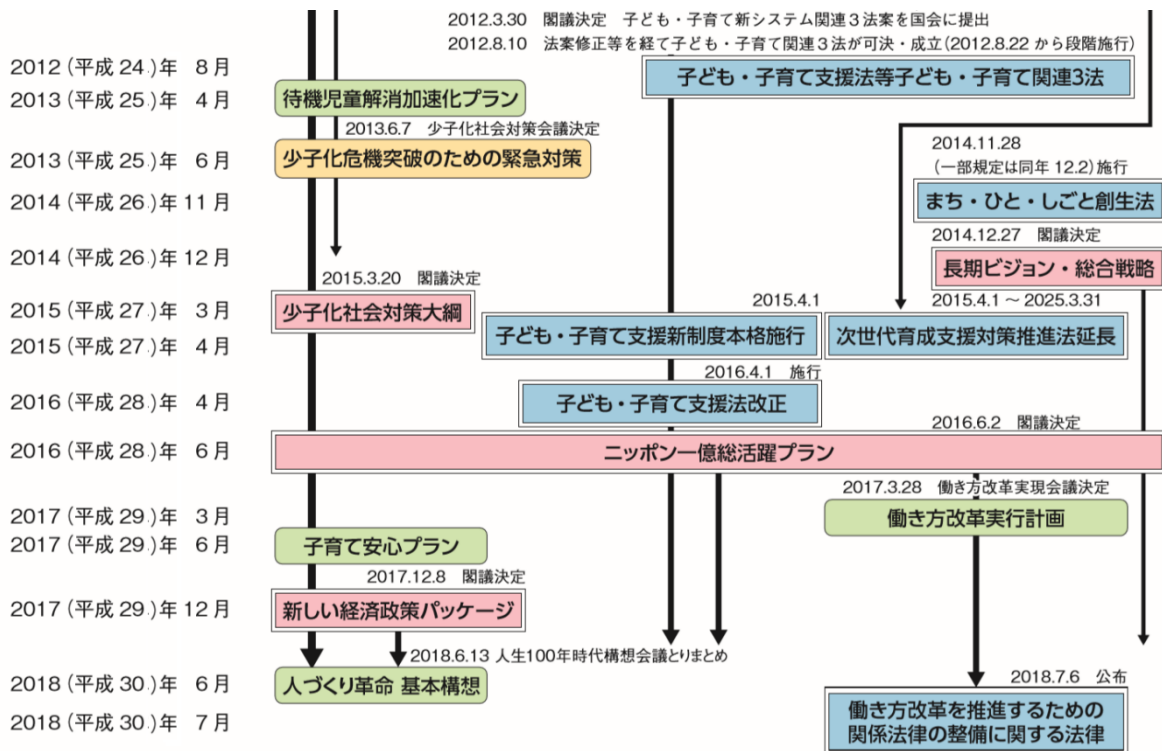 2012.3.30 閣議決定 子ども・子育て新システム関連3法案を国会に提出
2012.8.10 法案修正等を経て子ども・子育て関連3法が可決・成立(2012.8.22 から段階施行)
2012(平成 24.)年 8月
子ども・子育て支援法等子ども・子育て関連3法
2013(平成 25.)年 4月
待機児童解消加速化プラン
2013.6.7 少子化社会対策会議決定
2013(平成 25.)年 6月
少子化危機突破のための緊急対策
2014.11.28
(一部規定は同年 12.2)施行
2014(平成 26.)年 11月
まち・ひと・しごと創生法
2014.12.27 閣議決定
2014(平成 26.)年 12月
長期ビジョン・総合戦略
2015.3.20 閣議決定
2015(平成 27.)年 3月
少子化社会対策大綱
2015.4.1
2015.4.1 ～ 2025.3.31
2015(平成 27.)年 4月
子ども・子育て支援新制度本格施行
次世代育成支援対策推進法延長
2016.4.1 施行
2016(平成 28.)年 4月
子ども・子育て支援法改正
2016.6.2 閣議決定
2016(平成 28.)年 6月
ニッポン一億総活躍プラン
2017.3.28 働き方改革実現会議決定
2017(平成 29.)年 3月
働き方改革実行計画
2017(平成 29.)年 6月
子育て安心プラン
2017.12.8 閣議決定
2017(平成 29.)年 12月
新しい経済政策パッケージ
2018.6.13 人生100年時代構想会議とりまとめ
2018(平成 30.)年 6月
人づくり革命 基本構想
2018.7.6 公布
2018(平成 30.)年 7月
働き方改革を推進するための
関係法律の整備に関する法律